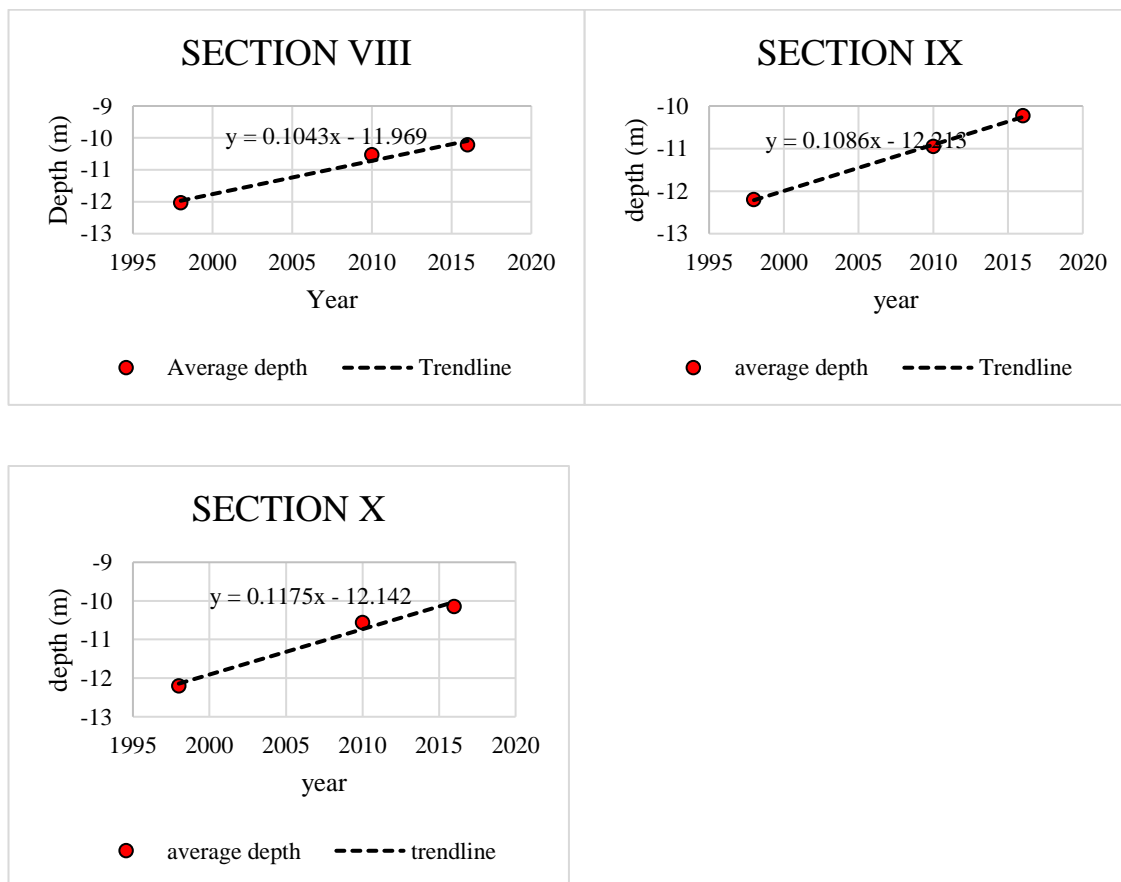 SECTION VIII
y = 0.1043x - 11.969
-9
-10
-11
-12
-13
1995 2000 2005 2010 2015 2020
Depth (m)
Year
Average depth Trendline
SECTION IX
y = 0.1086x - 12.213
-10
-11
-12
-13
1995 2000 2005 2010 2015 2020
depth (m)
year
average depth Trendline
SECTION X
y = 0.1175x - 12.142
-9
-10
-11
-12
-13
1995 2000 2005 2010 2015 2020
depth (m)
year
average depth trendline